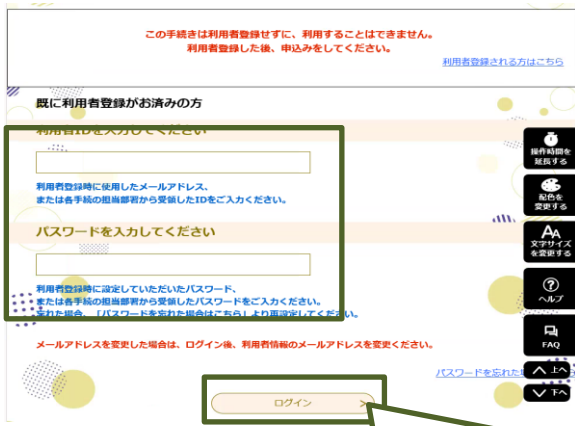 この手続きは利用者登録せずに、利用することはできません。
利用者登録した後、申込みをしてください。
利用者登録される方はこちら
既に利用者登録がお済みの方
利用者IDを入力してください
利用者登録時に使用したメールアドレス、
または各手続の担当部署から受領したIDをご入力ください。
パスワードを入力してください
利用者登録時に設定していただいたパスワード、
または各手続の担当部署から受領したパスワードをご入力ください。
忘れた場合、「パスワードを忘れた場合はこちら」より再設定してください。
メールアドレスを変更した場合は、ログイン後、利用者情報のメールアドレスを変更ください。
パスワードを忘れた
ログイン
操作時間を
延長する
配色を
変更する
AA
文字サイズ
を変更する
?
ヘルプ
FAQ
上へ
下へ